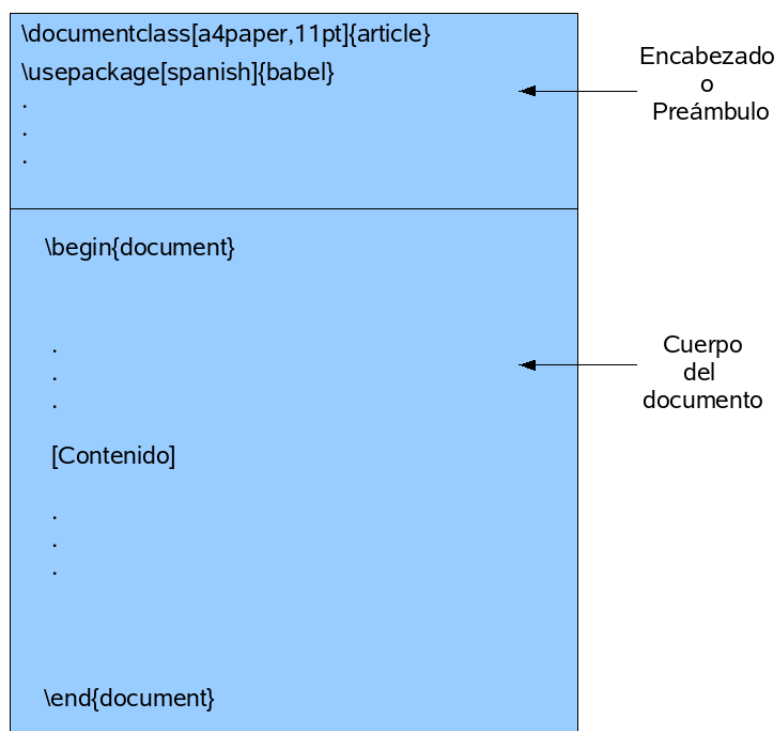 \documentclass[a4paper,11pt]{article}
\usepackage[spanish]{babel}
.
.
.
Encabezado
o
Preámbulo
\begin{document}
.
.
.
[Contenido]
.
.
.
\end{document}
Cuerpo
del
documento